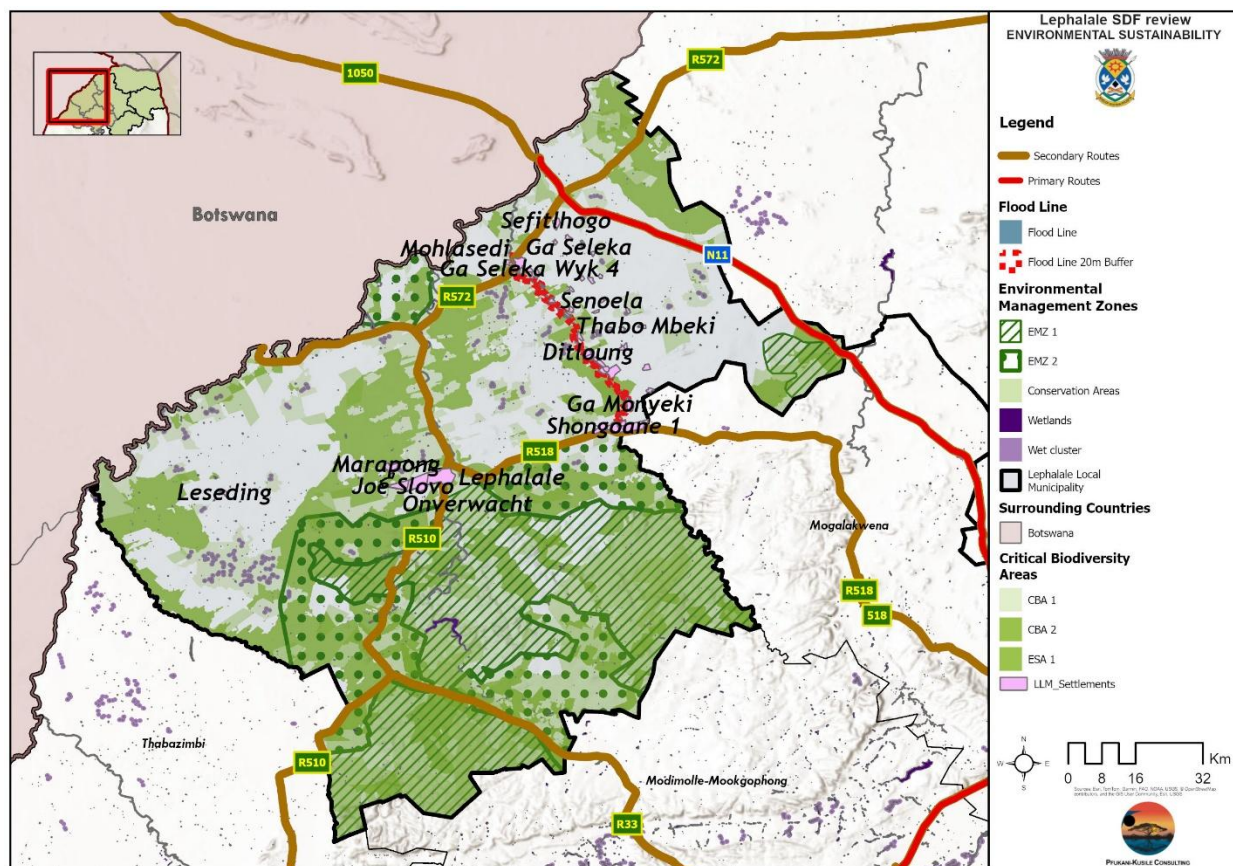 Lephalale SDF review
ENVIRONMENTAL SUSTAINABILITY
Legend
Secondary Routes
Primary Routes
Flood Line
Flood Line
Flood Line 20m Buffer
Environmental
Management Zones
EMZ 1
EMZ 2
Conservation Areas
Wetlands
Wet cluster
Lephalale Local
Municipality
Surrounding Countries
Botswana
Critical Biodiversity
Areas
CBA 1
CBA 2
ESA 1
LLM_Settlements
N
W
E
S
0 8 16 32
Km
PFUKANI-KUSILE CONSULTING
1050
R572
Botswana
Sefitlhogo
Mohlasedi
Ga Seleka
Ga Seleka Wyk 4
N11
R572
Senoela
Thabo Mbeki
Ditloung
Ga Monyeki
Shongoane 1
R518
Marapong
Lephalale
Joe Slovo
Leseding
Onverwacht
Mogalakwena
R510
R518
518
Thabazimbi
R510
Modimolle-Mookgophong
R33